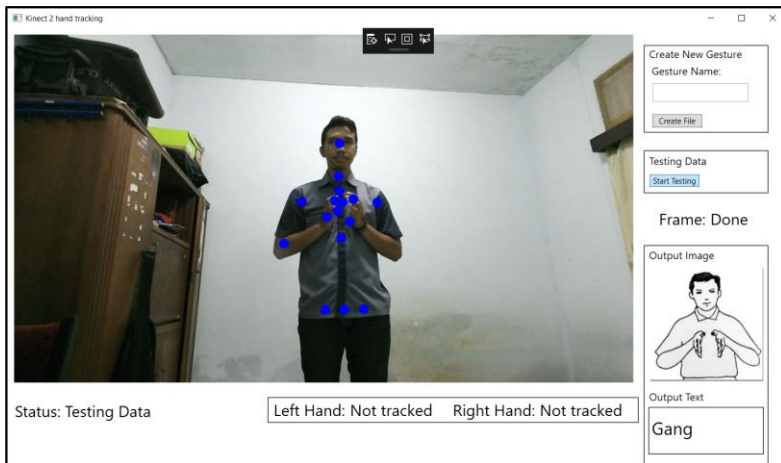 Kinect 2 hand tracking
Create New Gesture
Gesture Name:
Create File
Testing Data
Start Testing
Frame: Done
Output Image
Output Text
Gang
Status: Testing Data
Left Hand: Not tracked Right Hand: Not tracked